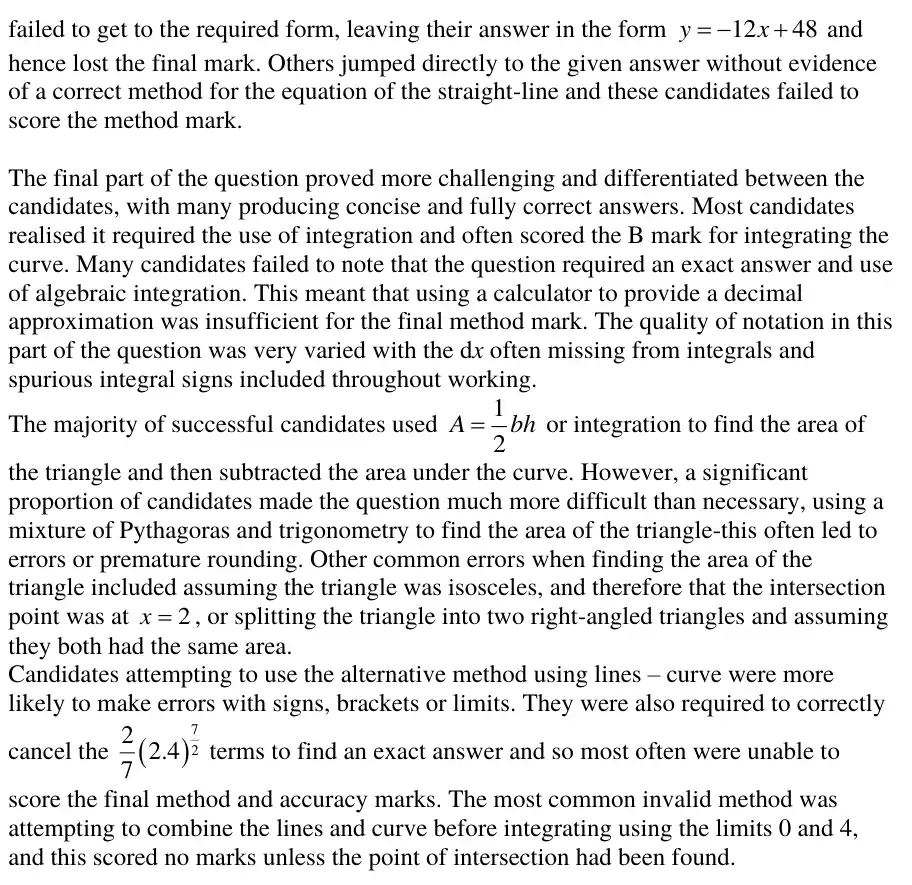 failed to get to the required form, leaving their answer in the form y = −12x + 48 and
hence lost the final mark. Others jumped directly to the given answer without evidence
of a correct method for the equation of the straight-line and these candidates failed to
score the method mark.
The final part of the question proved more challenging and differentiated between the
candidates, with many producing concise and fully correct answers. Most candidates
realised it required the use of integration and often scored the B mark for integrating the
curve. Many candidates failed to note that the question required an exact answer and use
of algebraic integration. This meant that using a calculator to provide a decimal
approximation was insufficient for the final method mark. The quality of notation in this
part of the question was very varied with the dx often missing from integrals and
spurious integral signs included throughout working.
The majority of successful candidates used A = 1/2 bh or integration to find the area of
the triangle and then subtracted the area under the curve. However, a significant
proportion of candidates made the question much more difficult than necessary, using a
mixture of Pythagoras and trigonometry to find the area of the triangle-this often led to
errors or premature rounding. Other common errors when finding the area of the
triangle included assuming the triangle was isosceles, and therefore that the intersection
point was at x = 2, or splitting the triangle into two right-angled triangles and assuming
they both had the same area.
Candidates attempting to use the alternative method using lines – curve were more
likely to make errors with signs, brackets or limits. They were also required to correctly
cancel the 2/7 (2.4)^(7/2) terms to find an exact answer and so most often were unable to
score the final method and accuracy marks. The most common invalid method was
attempting to combine the lines and curve before integrating using the limits 0 and 4,
and this scored no marks unless the point of intersection had been found.